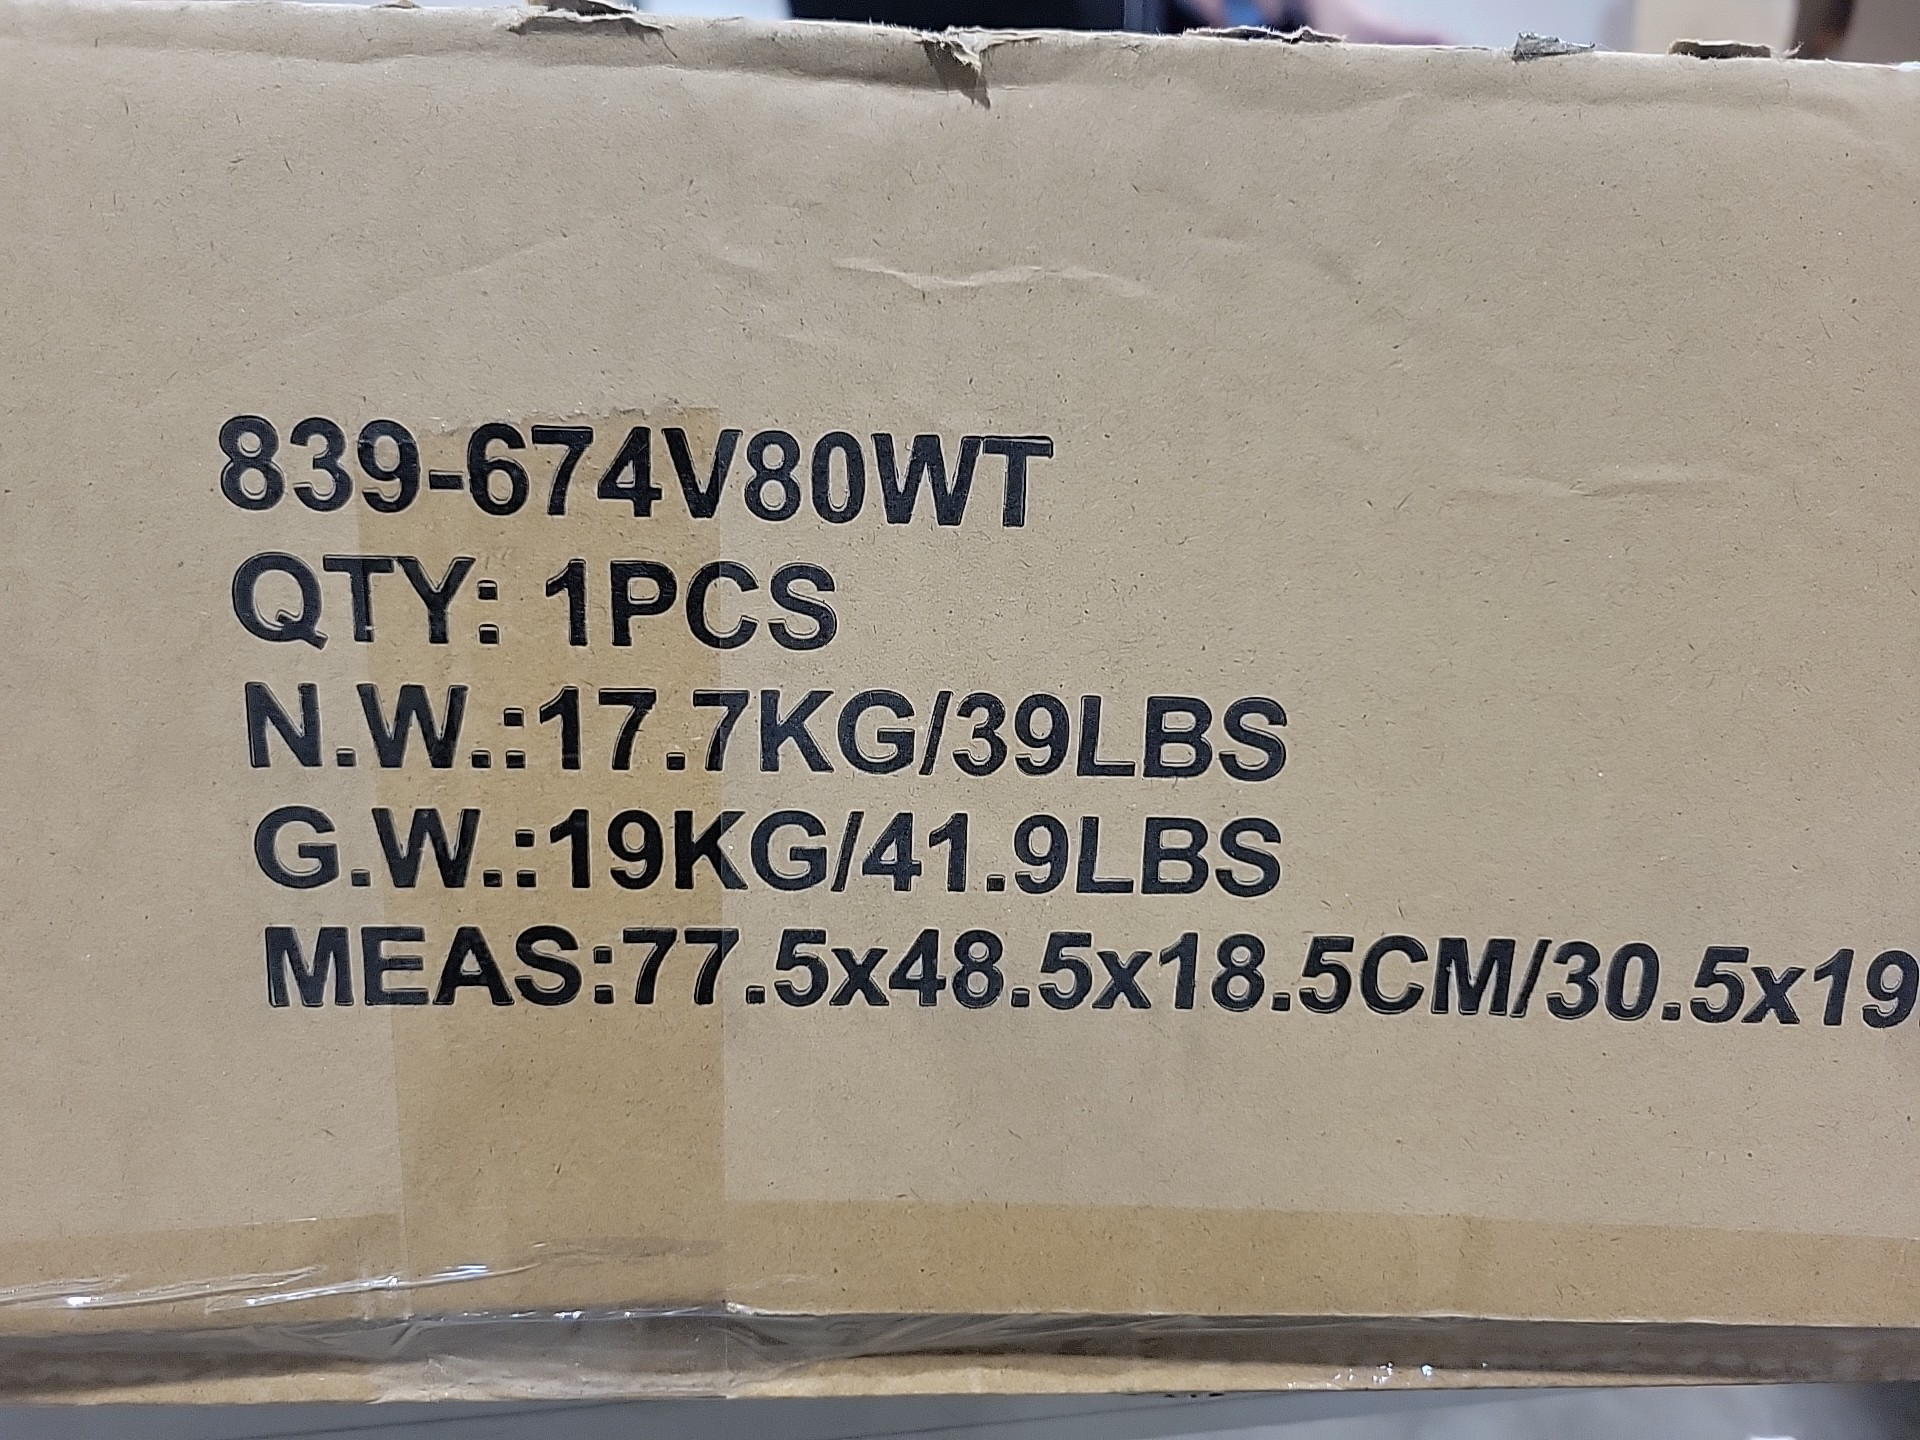 839-674V80WT
QTY: 1PCS
N.W.:17.7KG/39LBS
G.W.:19KG/41.9LBS
MEAS:77.5x48.5x18.5CM/30.5x19.